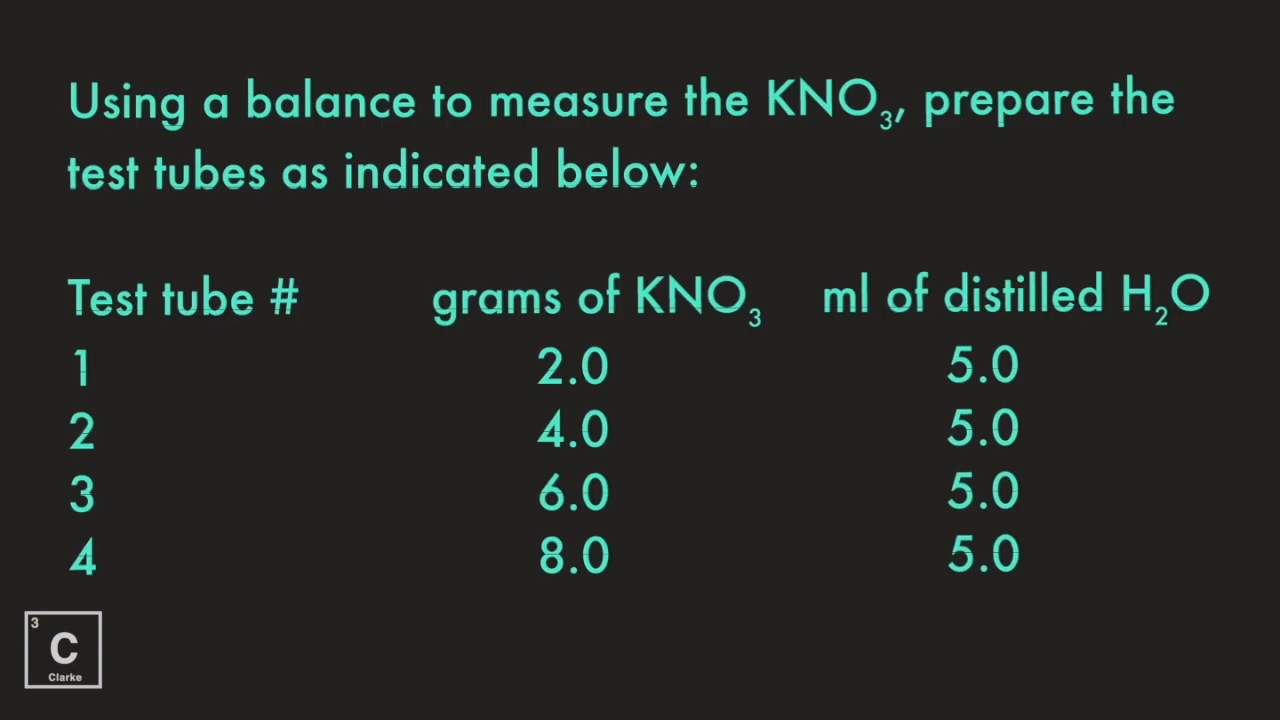 Using a balance to measure the KNO₃, prepare the
test tubes as indicated below:
Test tube # grams of KNO₃ ml of distilled H₂O
1 2.0 5.0
2 4.0 5.0
3 6.0 5.0
4 8.0 5.0
3
C
Clarke